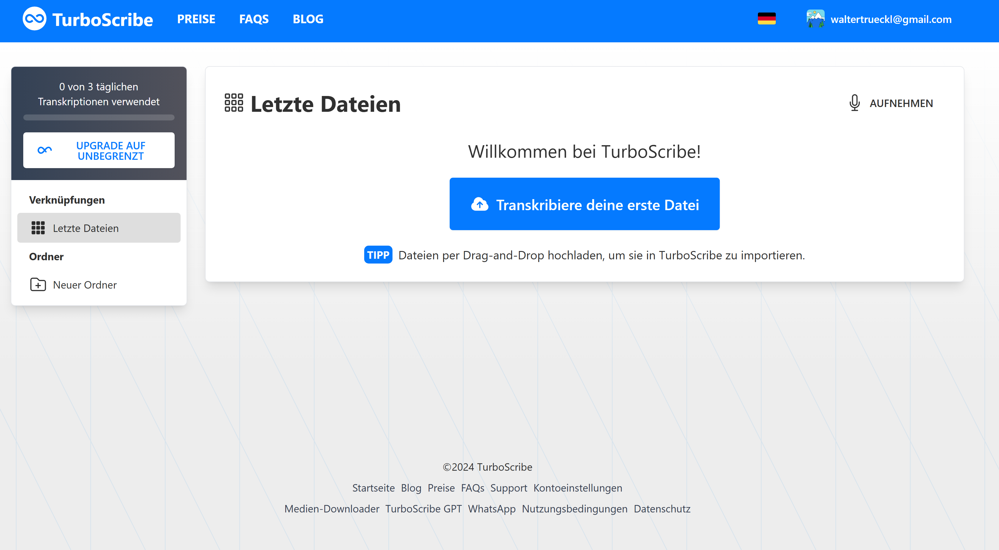 TurboScribe PREISE FAQS BLOG waltertrueckl@gmail.com
0 von 3 täglichen
Transkriptionen verwendet
UPGRADE AUF
UNBEGRENZT
Verknüpfungen
Letzte Dateien
Ordner
Neuer Ordner
Letzte Dateien
AUFNEHMEN
Willkommen bei TurboScribe!
Transkribiere deine erste Datei
TIPP Dateien per Drag-and-Drop hochladen, um sie in TurboScribe zu importieren.
©2024 TurboScribe
Startseite Blog Preise FAQs Support Kontoeinstellungen
Medien-Downloader TurboScribe GPT WhatsApp Nutzungsbedingungen Datenschutz